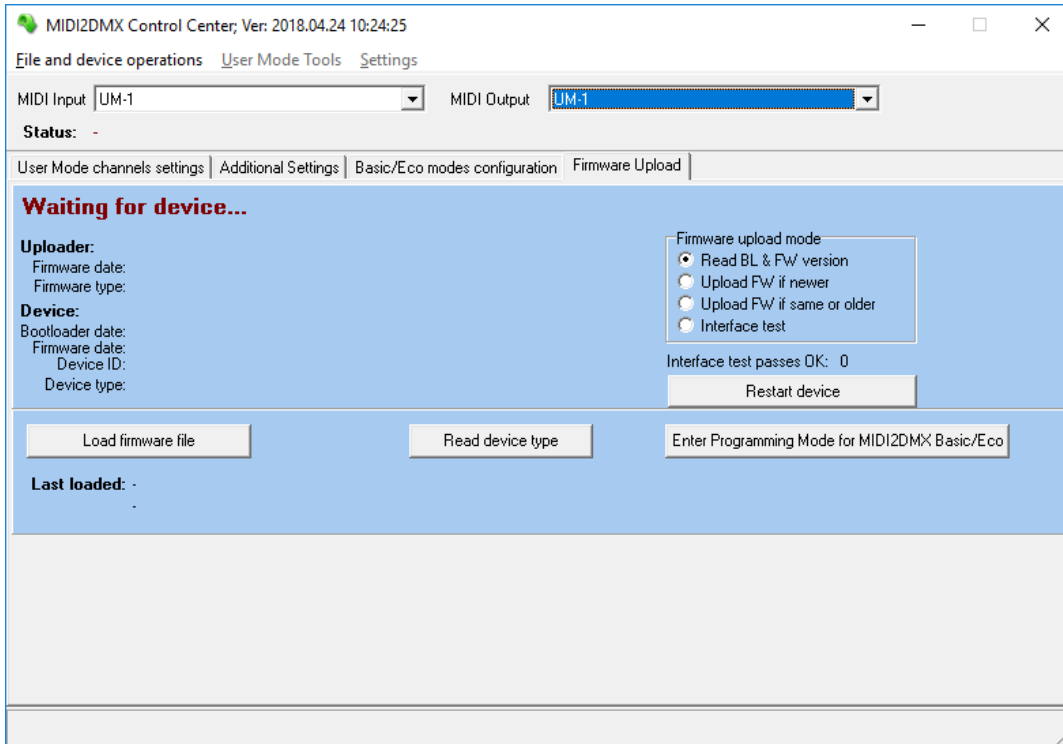 MIDI2DMX Control Center; Ver: 2018.04.24 10:24:25
File and device operations User Mode Tools Settings
MIDI Input UM-1 MIDI Output UM-1
Status: -
User Mode channels settings Additional Settings Basic/Eco modes configuration Firmware Upload
Waiting for device...
Uploader:
Firmware date:
Firmware type:
Device:
Bootloader date:
Firmware date:
Device ID:
Device type:
Firmware upload mode
Read BL & FW version
Upload FW if newer
Upload FW if same or older
Interface test
Interface test passes OK: 0
Restart device
Load firmware file Read device type Enter Programming Mode for MIDI2DMX Basic/Eco
Last loaded: -
-